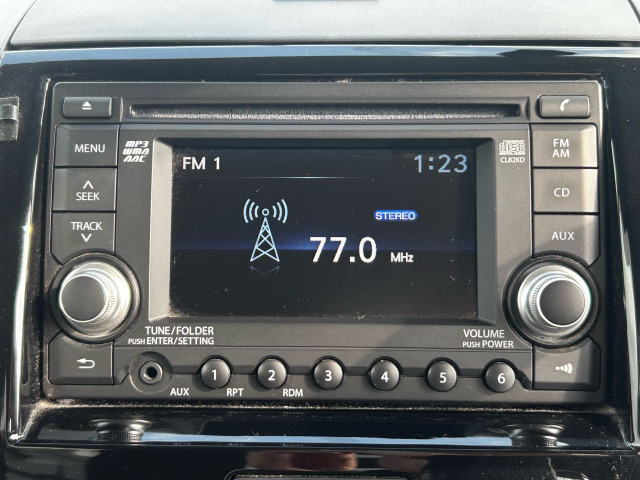 MENU
MP3
WMA
AAC
FM 1
1:23
disc
CL82KD
FM
AM
SEEK
STEREO
CD
TRACK
77.0 MHz
AUX
TUNE/FOLDER
PUSH ENTER/SETTING
VOLUME
PUSH POWER
AUX
1
RPT
2
RDM
3
4
5
6